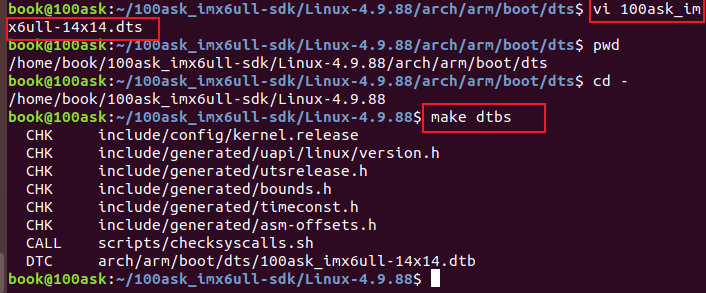 book@100ask:~/100ask_imx6ull-sdk/Linux-4.9.88/arch/arm/boot/dts$ vi 100ask_im
x6ull-14x14.dts
book@100ask:~/100ask_imx6ull-sdk/Linux-4.9.88/arch/arm/boot/dts$ pwd
/home/book/100ask_imx6ull-sdk/Linux-4.9.88/arch/arm/boot/dts
book@100ask:~/100ask_imx6ull-sdk/Linux-4.9.88/arch/arm/boot/dts$ cd -
/home/book/100ask_imx6ull-sdk/Linux-4.9.88
book@100ask:~/100ask_imx6ull-sdk/Linux-4.9.88$ make dtbs
  CHK     include/config/kernel.release
  CHK     include/generated/uapi/linux/version.h
  CHK     include/generated/utsrelease.h
  CHK     include/generated/bounds.h
  CHK     include/generated/timeconst.h
  CHK     include/generated/asm-offsets.h
  CALL    scripts/checksyscalls.sh
  DTC     arch/arm/boot/dts/100ask_imx6ull-14x14.dtb
book@100ask:~/100ask_imx6ull-sdk/Linux-4.9.88$